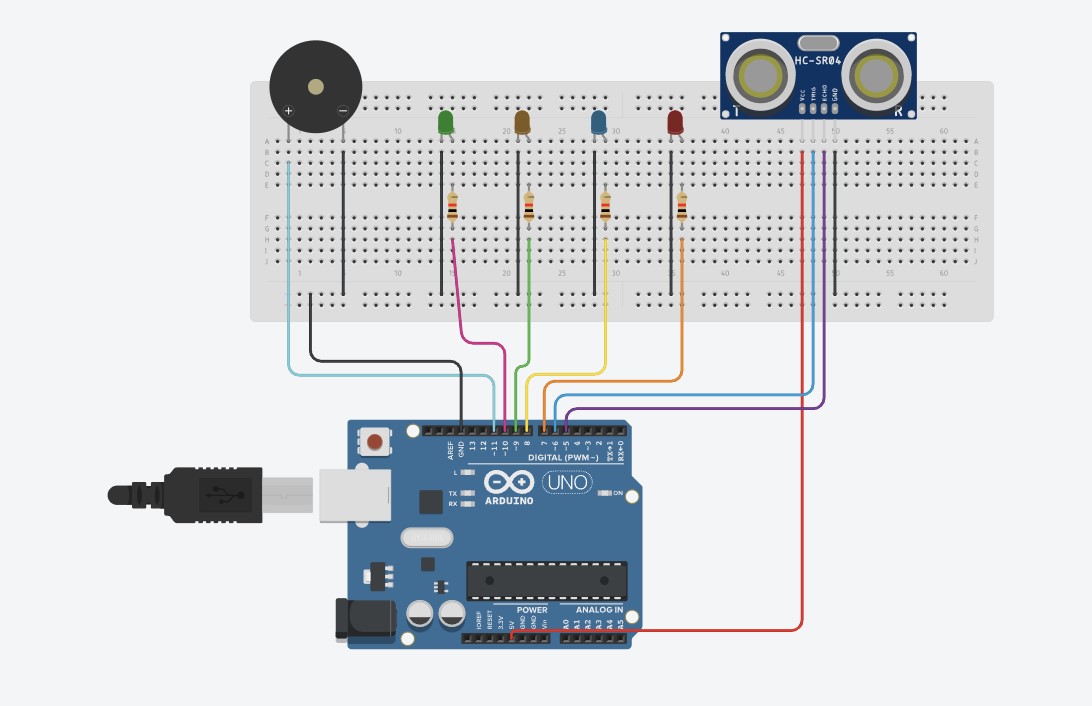 HC-SR04
VCC
TRIG
ECHO
GND
T
R
+
−
10 15 20 25 30 40 45 50 55 60
A A
B B
C C
D D
E E
F F
G G
H H
I I
J J
1 10 20 25 30 40 45 50 55 60
AREF
GND
13
12
~11
~10
~9
8
7
~6
~5
4
~3
2
TX→1
RX←0
DIGITAL (PWM~)
L
TX
RX
UNO
ARDUINO
ON
POWER
ANALOG IN
IOREF
RESET
3.3V
5V
GND
GND
Vin
A0
A1
A2
A3
A4
A5